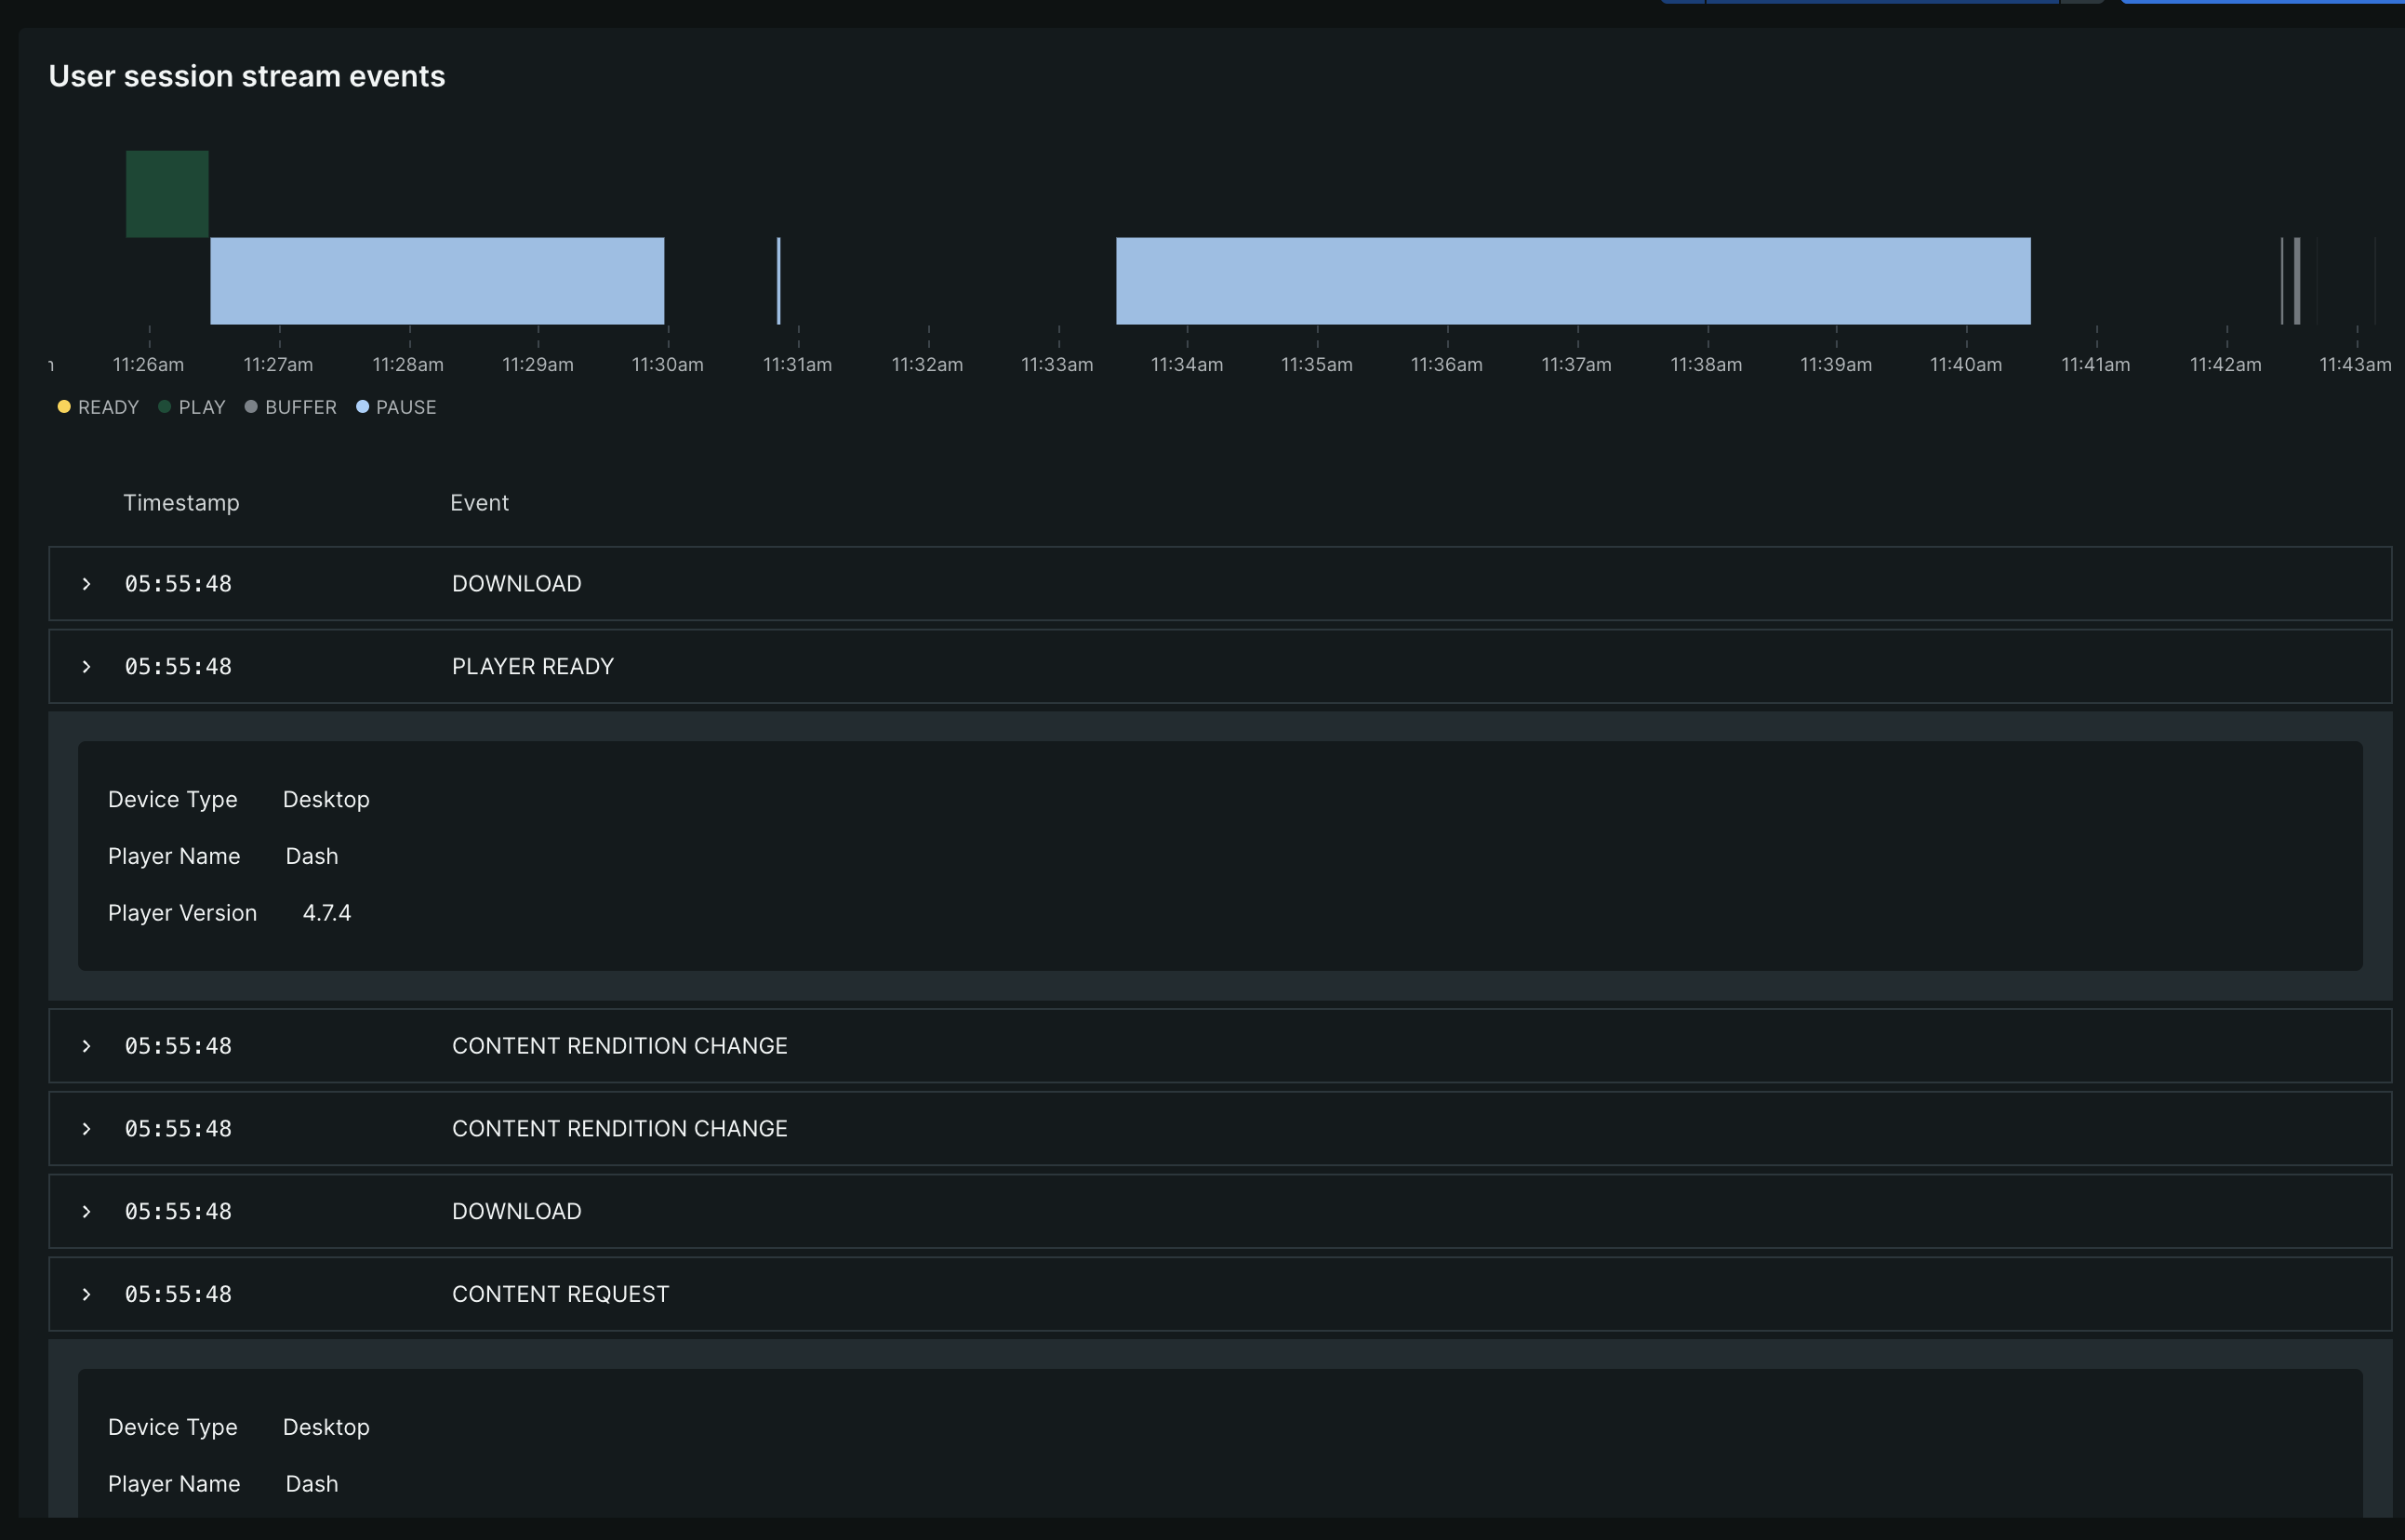 User session stream events
11:26am 11:27am 11:28am 11:29am 11:30am 11:31am 11:32am 11:33am 11:34am 11:35am 11:36am 11:37am 11:38am 11:39am 11:40am 11:41am 11:42am 11:43am
READY PLAY BUFFER PAUSE
Timestamp Event
05:55:48 DOWNLOAD
05:55:48 PLAYER READY
Device Type Desktop
Player Name Dash
Player Version 4.7.4
05:55:48 CONTENT RENDITION CHANGE
05:55:48 CONTENT RENDITION CHANGE
05:55:48 DOWNLOAD
05:55:48 CONTENT REQUEST
Device Type Desktop
Player Name Dash